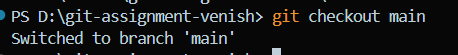 PS D:\git-assignment-venish> git checkout main
Switched to branch 'main'